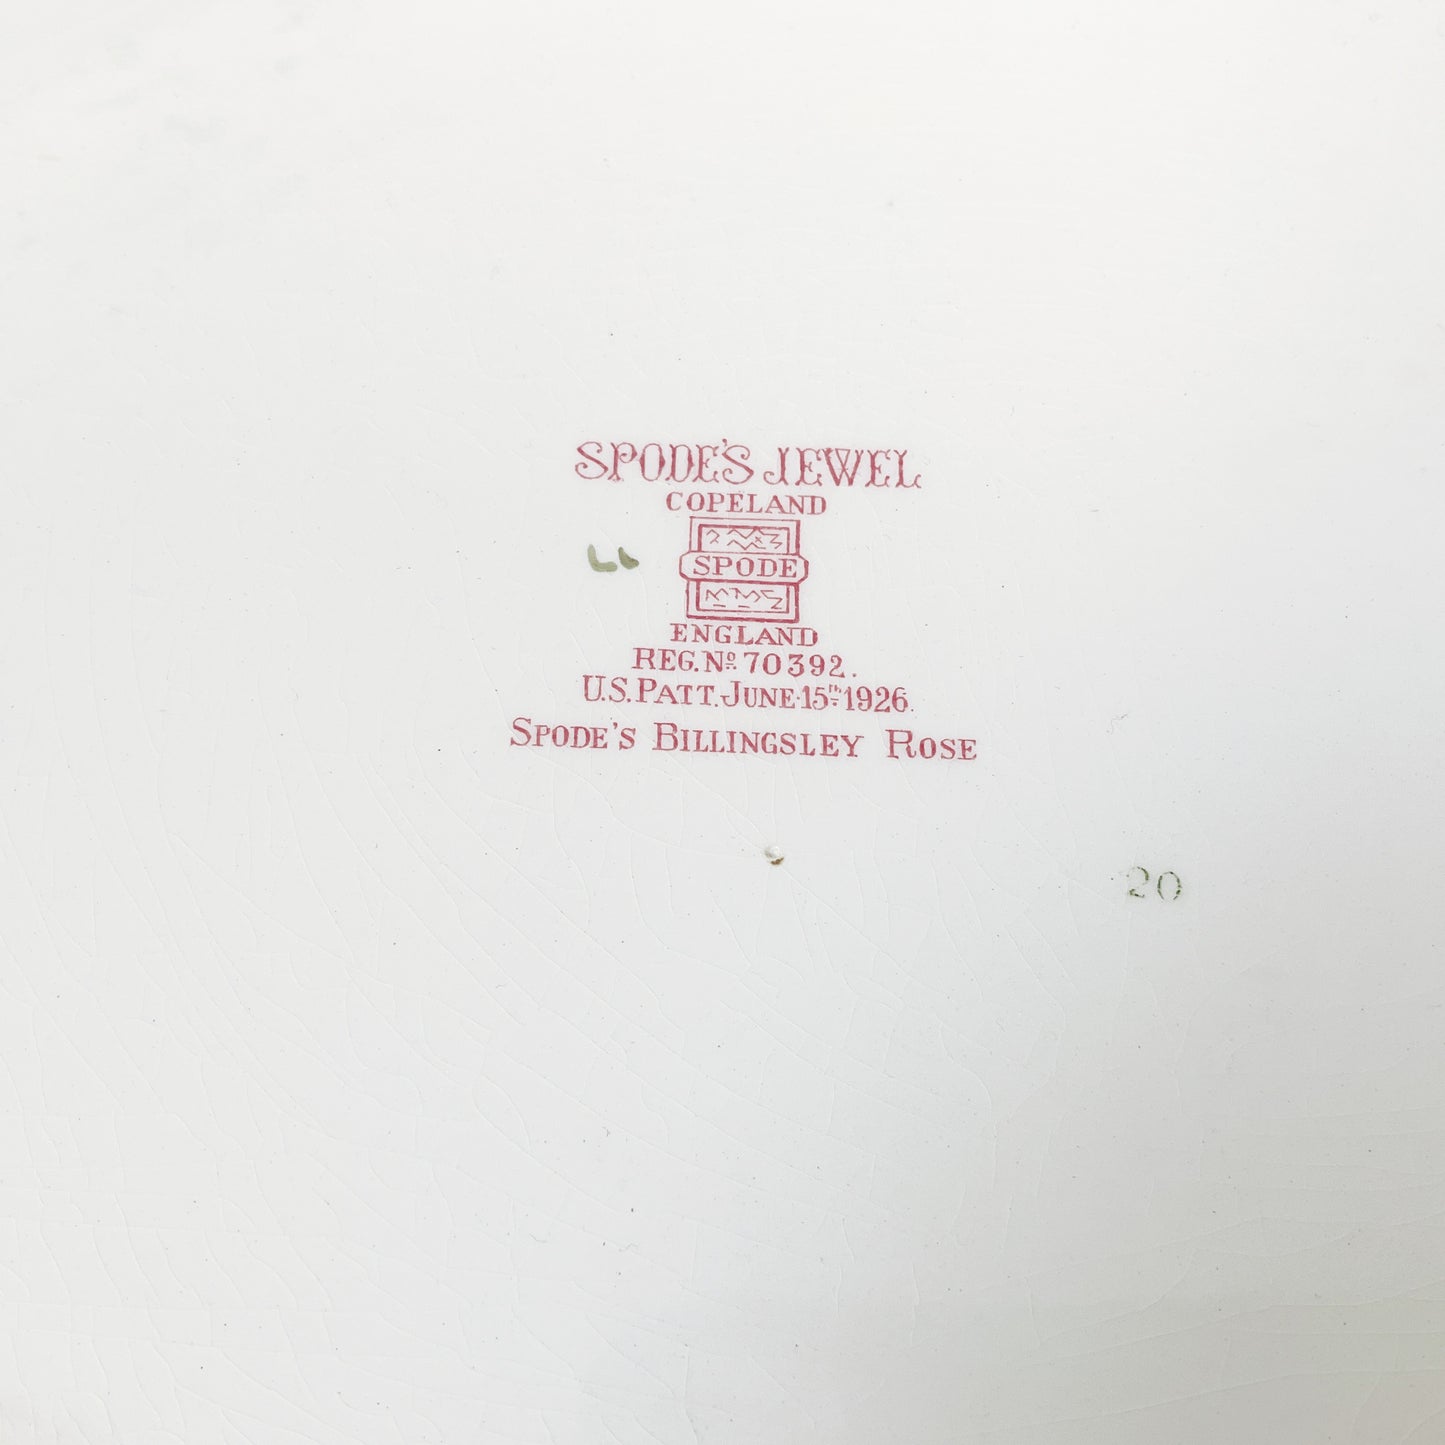 SPODE'S JEWEL
COPELAND
SPODE
ENGLAND
REG. Nº 70392.
U.S. PATT. JUNE·15TH 1926.
SPODE'S BILLINGSLEY ROSE
20